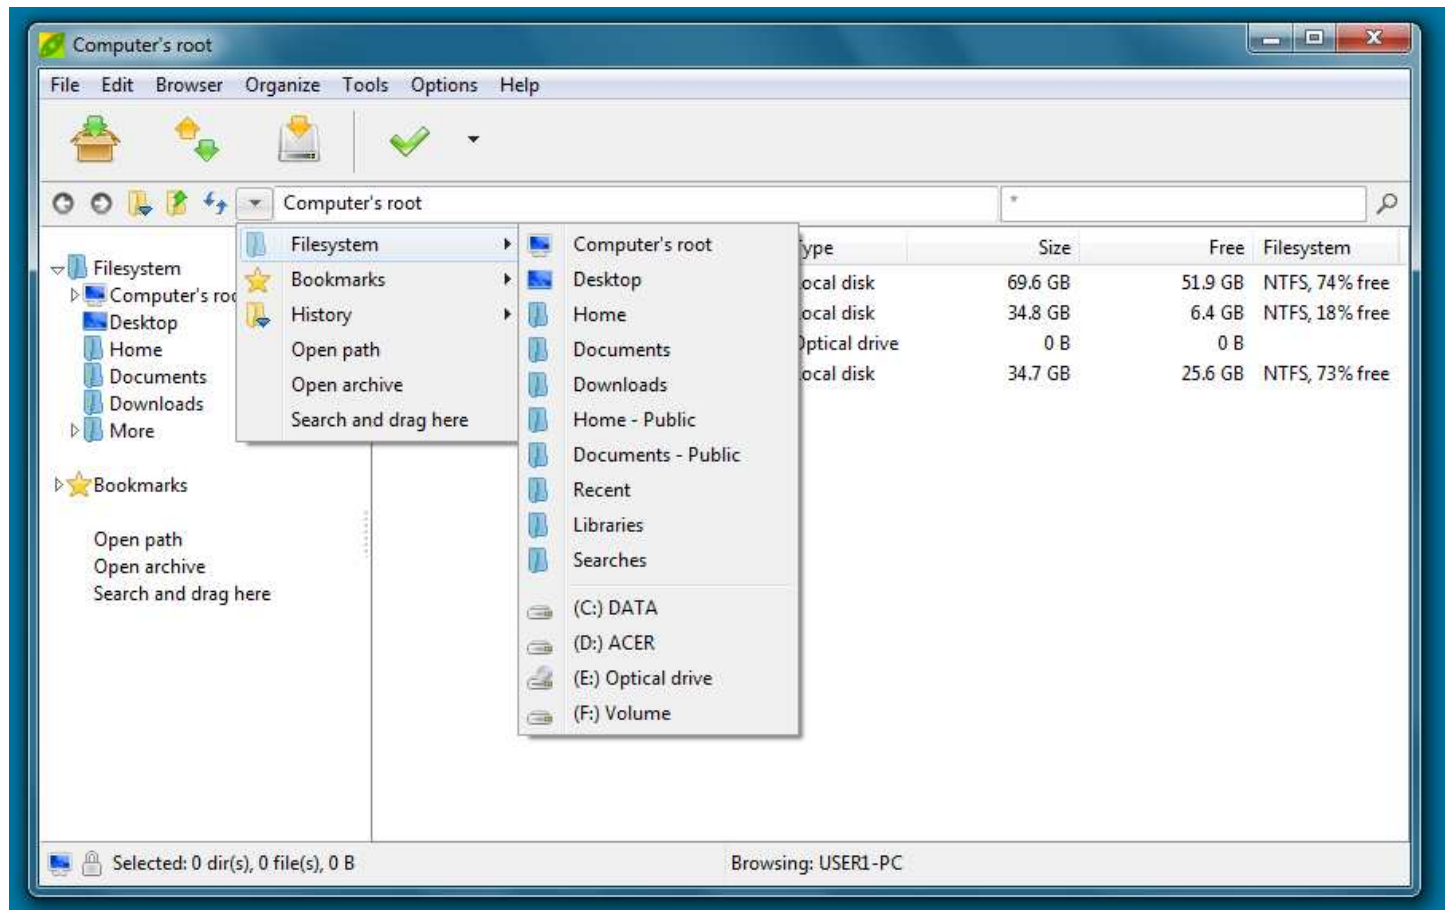 Computer's root
File Edit Browser Organize Tools Options Help
Computer's root *
Type Size Free Filesystem
ocal disk 69.6 GB 51.9 GB NTFS, 74% free
ocal disk 34.8 GB 6.4 GB NTFS, 18% free
Optical drive 0 B 0 B
ocal disk 34.7 GB 25.6 GB NTFS, 73% free
Filesystem
Computer's roo
Desktop
Home
Documents
Downloads
More
Bookmarks
Open path
Open archive
Search and drag here
Filesystem
Bookmarks
History
Open path
Open archive
Search and drag here
Computer's root
Desktop
Home
Documents
Downloads
Home - Public
Documents - Public
Recent
Libraries
Searches
(C:) DATA
(D:) ACER
(E:) Optical drive
(F:) Volume
Selected: 0 dir(s), 0 file(s), 0 B Browsing: USER1-PC